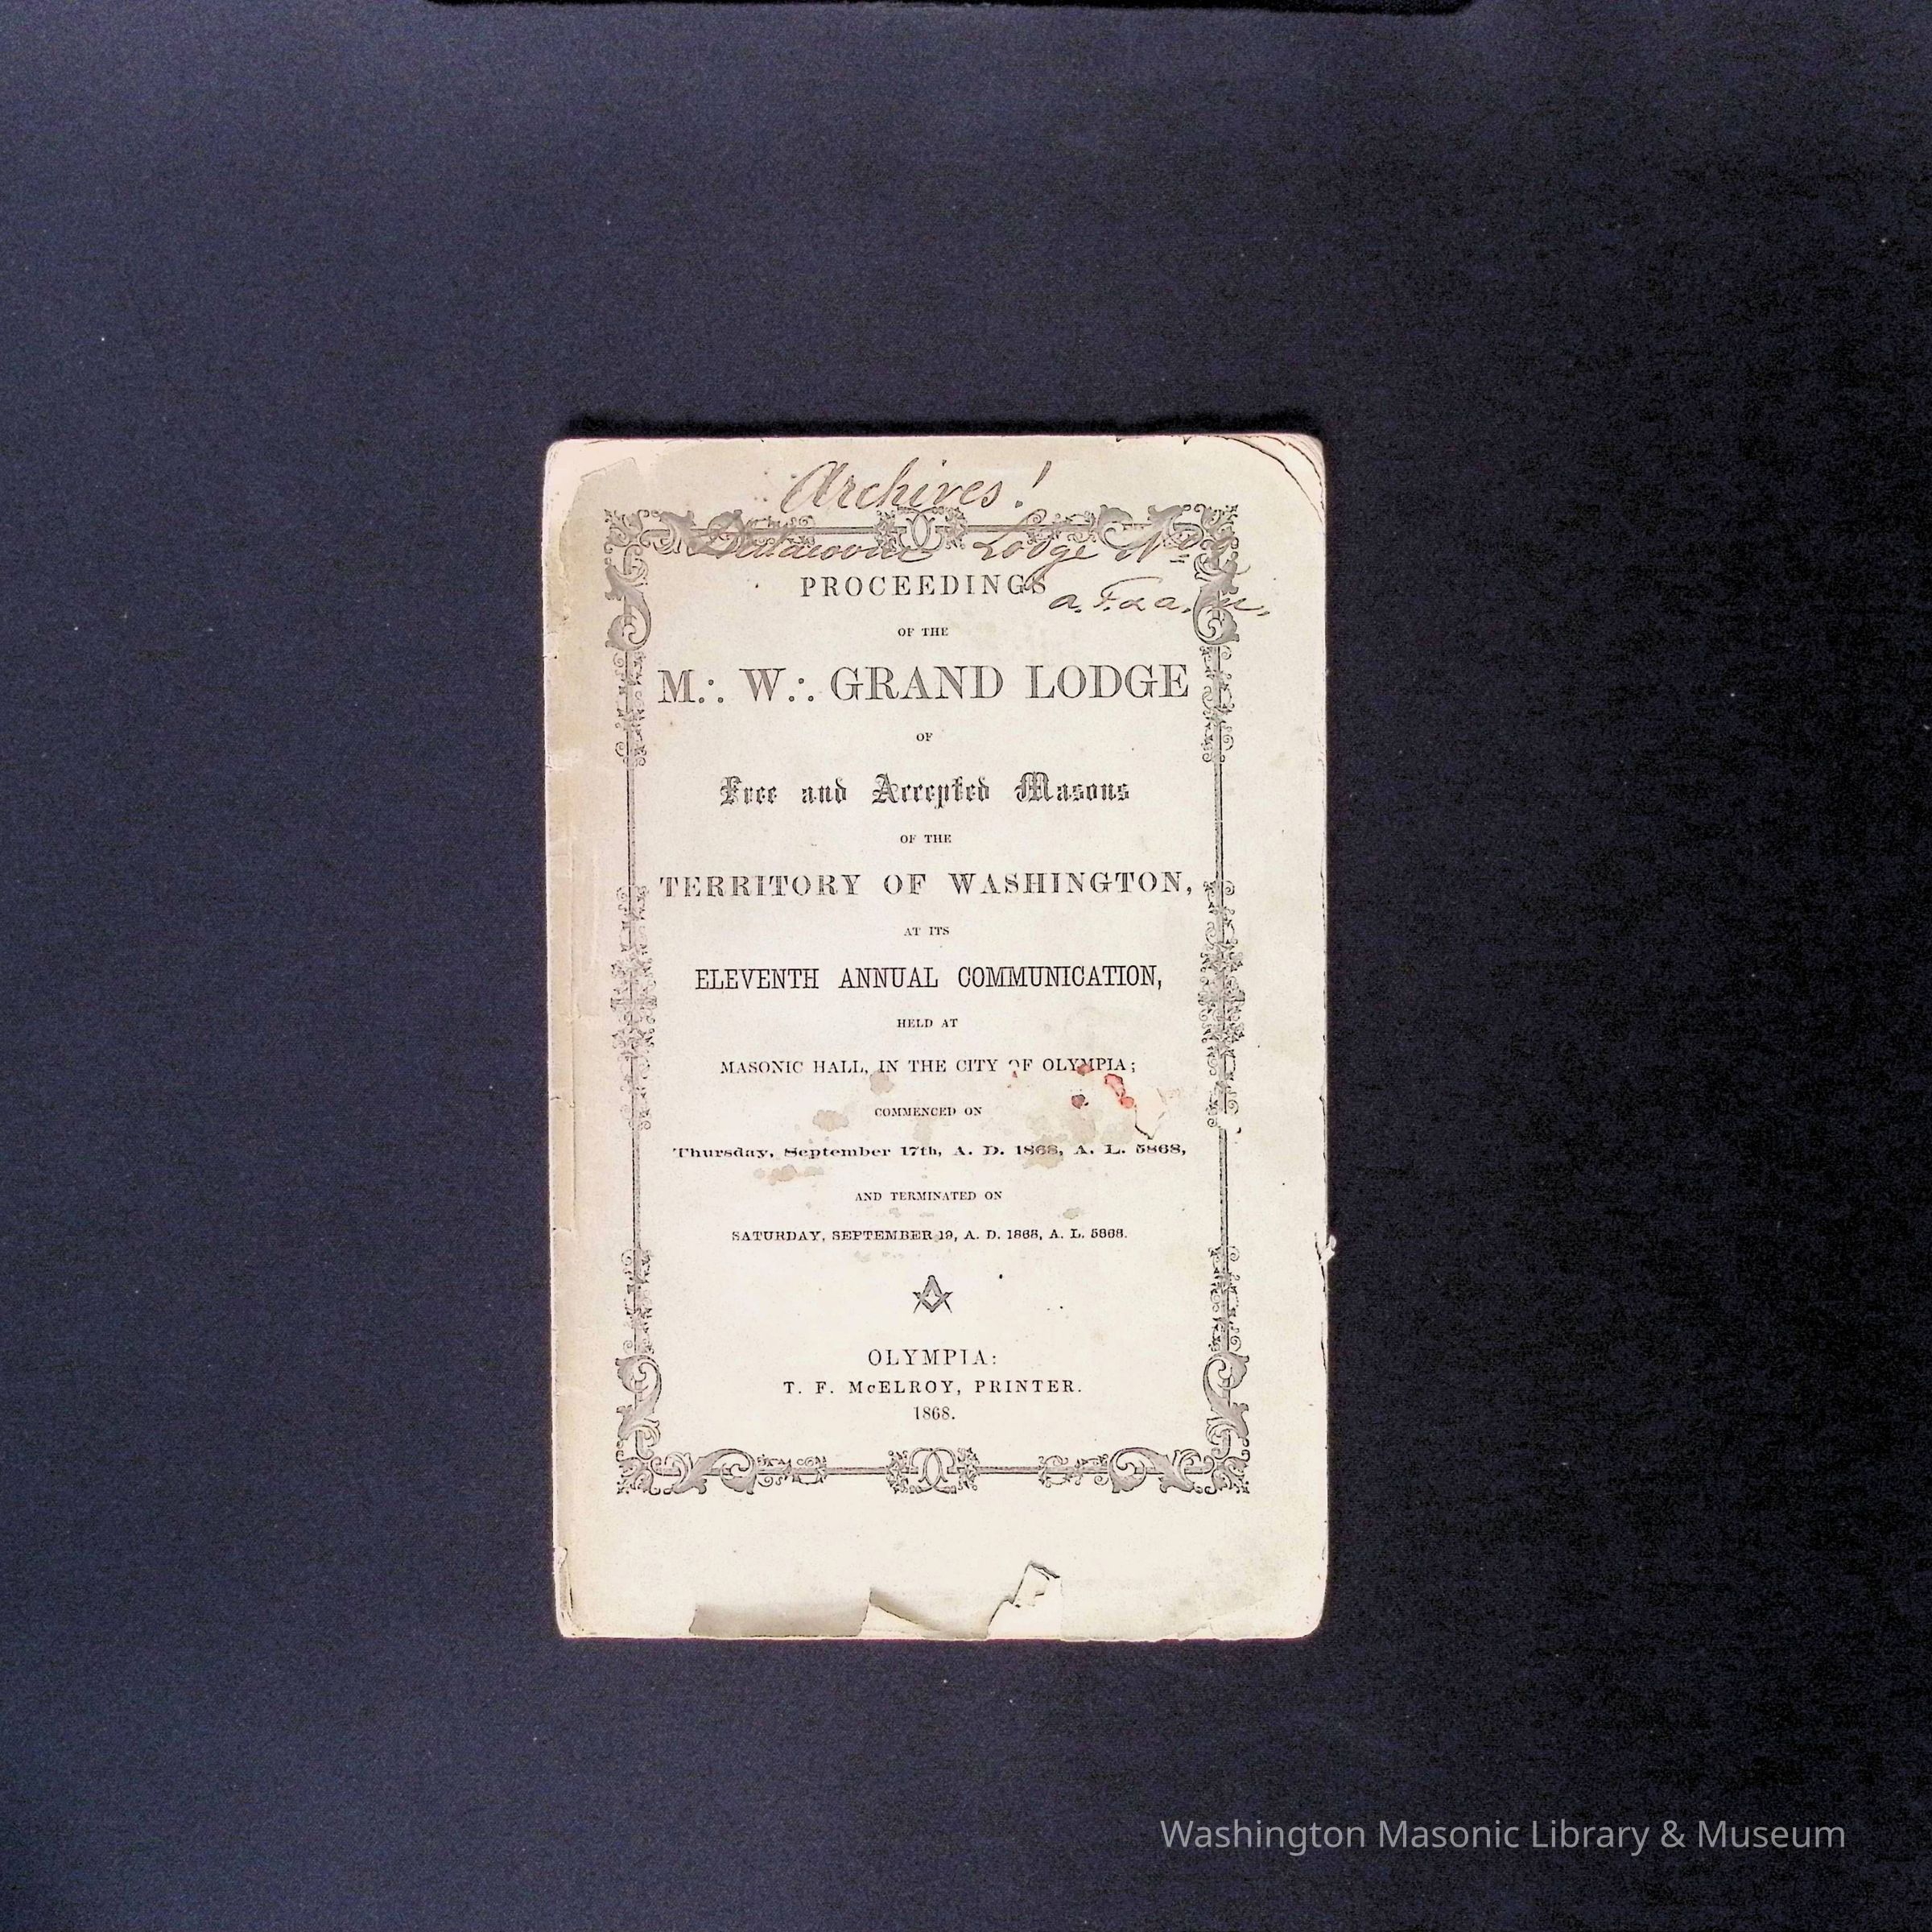 Archives!
Lodge No
a. F. & a. m.
PROCEEDINGS
OF THE
M∴ W∴ GRAND LODGE
OF
Free and Accepted Masons
OF THE
TERRITORY OF WASHINGTON,
AT ITS
ELEVENTH ANNUAL COMMUNICATION,
HELD AT
MASONIC HALL, IN THE CITY OF OLYMPIA;
COMMENCED ON
Thursday, September 17th, A. D. 1868, A. L. 5868,
AND TERMINATED ON
SATURDAY, SEPTEMBER 19, A. D. 1868, A. L. 5868.
OLYMPIA:
T. F. McELROY, PRINTER.
1868.
Washington Masonic Library & Museum